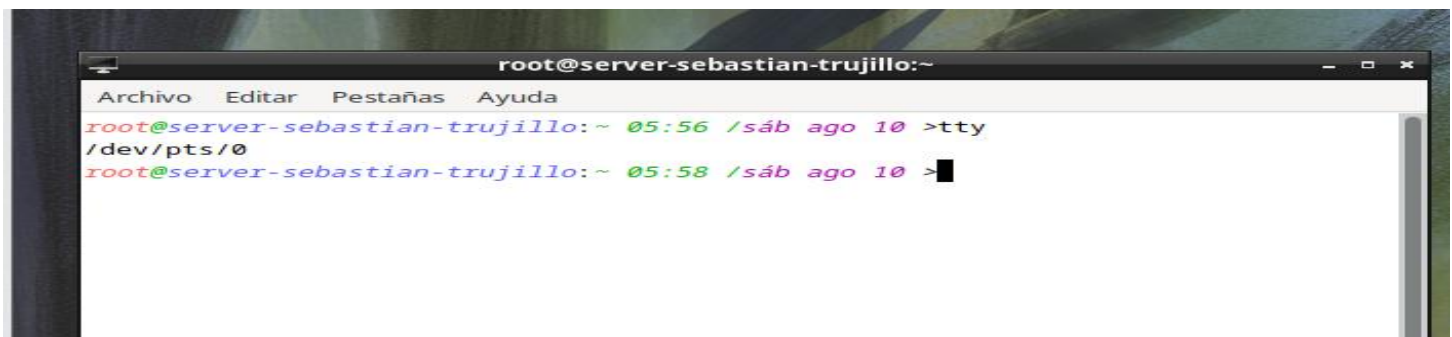 root@server-sebastian-trujillo:~
Archivo Editar Pestañas Ayuda
root@server-sebastian-trujillo:~ 05:56 /sáb ago 10 >tty
/dev/pts/0
root@server-sebastian-trujillo:~ 05:58 /sáb ago 10 >